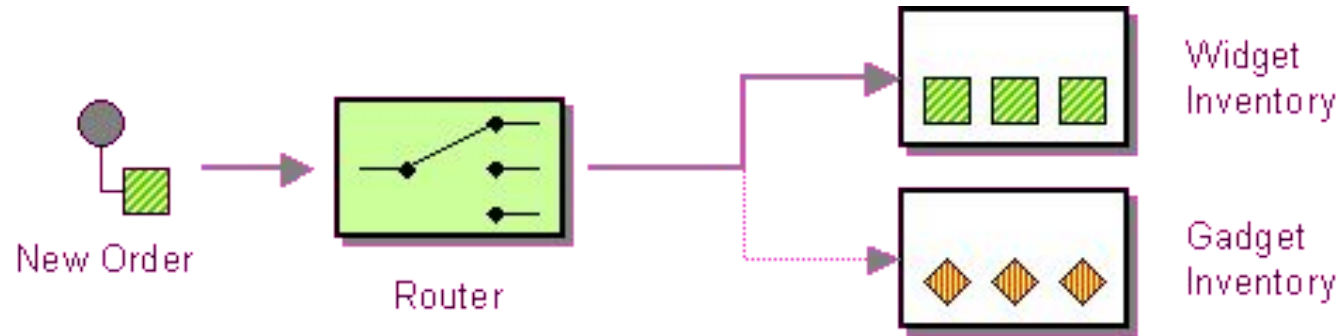 New Order
Router
Widget
Inventory
Gadget
Inventory